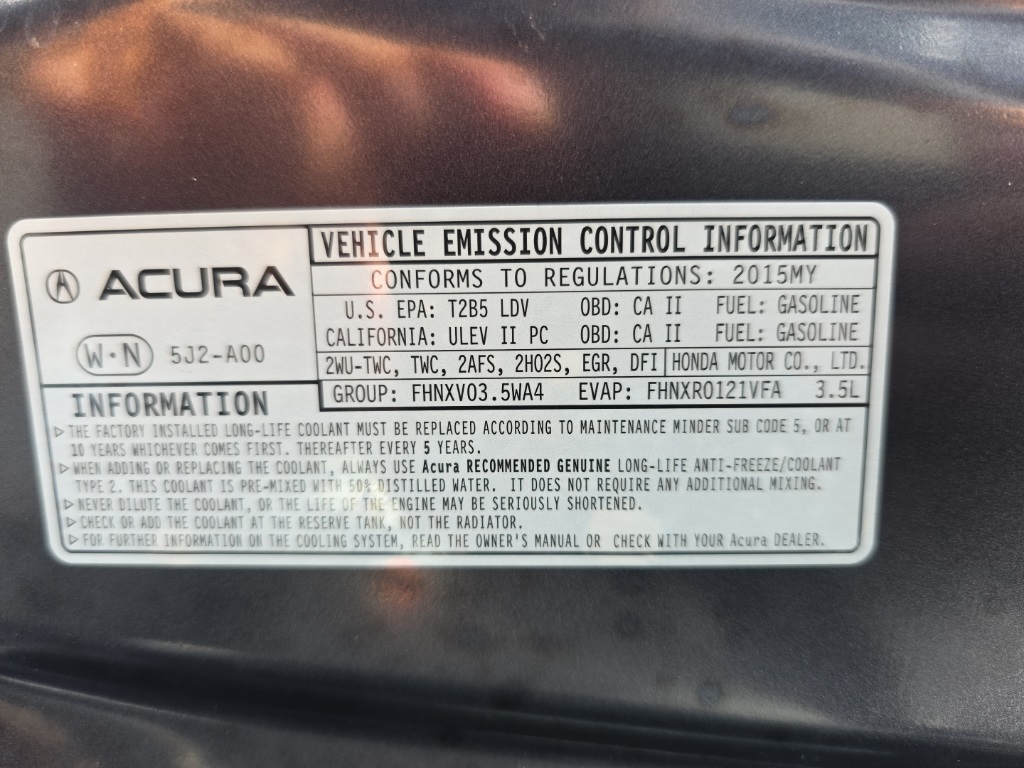 VEHICLE EMISSION CONTROL INFORMATION
ACURA
CONFORMS TO REGULATIONS: 2015MY
U.S. EPA: T2B5 LDV OBD: CA II FUEL: GASOLINE
CALIFORNIA: ULEV II PC OBD: CA II FUEL: GASOLINE
W·N 5J2-A00
2WU-TWC, TWC, 2AFS, 2HO2S, EGR, DFI HONDA MOTOR CO., LTD.
GROUP: FHNXV03.5WA4 EVAP: FHNXR0121VFA 3.5L
INFORMATION
▷THE FACTORY INSTALLED LONG-LIFE COOLANT MUST BE REPLACED ACCORDING TO MAINTENANCE MINDER SUB CODE 5, OR AT
10 YEARS WHICHEVER COMES FIRST. THEREAFTER EVERY 5 YEARS.
▷WHEN ADDING OR REPLACING THE COOLANT, ALWAYS USE Acura RECOMMENDED GENUINE LONG-LIFE ANTI-FREEZE/COOLANT
TYPE 2. THIS COOLANT IS PRE-MIXED WITH 50% DISTILLED WATER. IT DOES NOT REQUIRE ANY ADDITIONAL MIXING.
▷NEVER DILUTE THE COOLANT, OR THE LIFE OF THE ENGINE MAY BE SERIOUSLY SHORTENED.
▷CHECK OR ADD THE COOLANT AT THE RESERVE TANK, NOT THE RADIATOR.
▷FOR FURTHER INFORMATION ON THE COOLING SYSTEM, READ THE OWNER'S MANUAL OR CHECK WITH YOUR Acura DEALER.